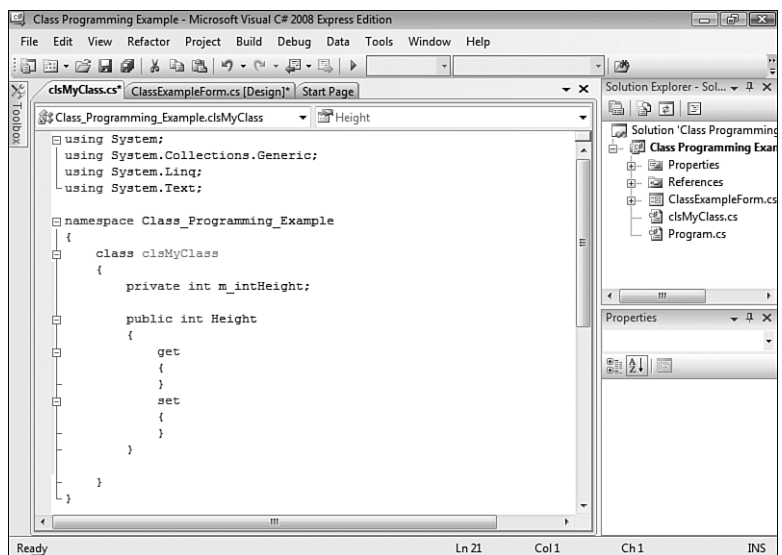 Class Programming Example - Microsoft Visual C# 2008 Express Edition
File Edit View Refactor Project Build Debug Data Tools Window Help
Toolbox
clsMyClass.cs* ClassExampleForm.cs [Design]* Start Page
Class_Programming_Example.clsMyClass Height
using System;
using System.Collections.Generic;
using System.Linq;
using System.Text;
namespace Class_Programming_Example
{
class clsMyClass
{
private int m_intHeight;
public int Height
{
get
{
}
set
{
}
}
}
}
Solution Explorer - Sol...
Solution 'Class Programming
Class Programming Exar
Properties
References
ClassExampleForm.cs
clsMyClass.cs
Program.cs
Properties
Ready Ln 21 Col 1 Ch 1 INS